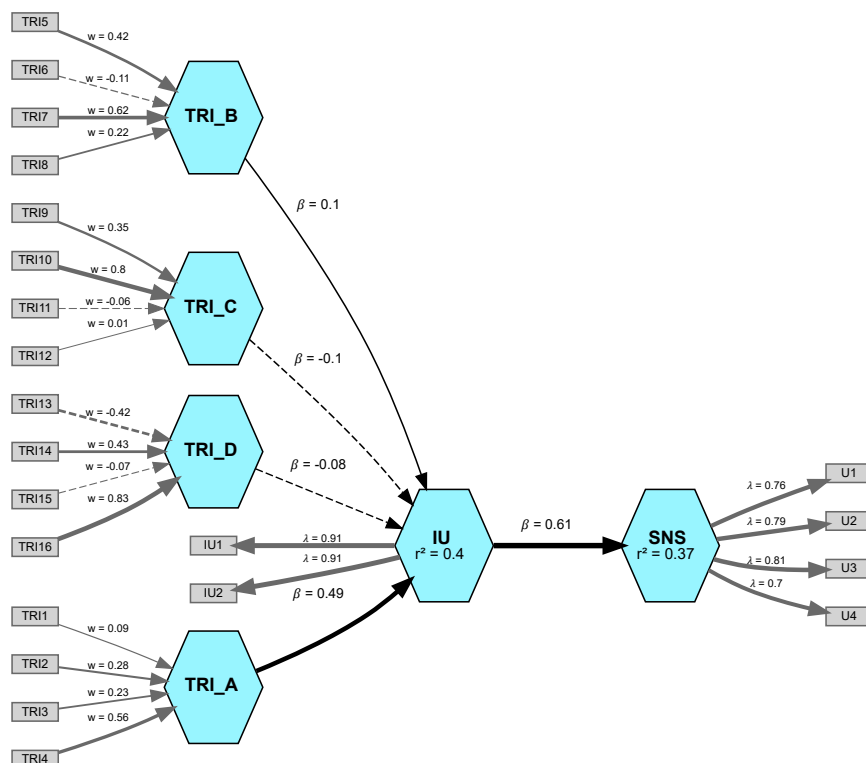 TRI5
w = 0.42
TRI6
w = -0.11
TRI7
w = 0.62
TRI8
w = 0.22
TRI_B
β = 0.1
TRI9
w = 0.35
TRI10
w = 0.8
TRI11
w = -0.06
TRI12
w = 0.01
TRI_C
β = -0.1
TRI13
w = -0.42
TRI14
w = 0.43
TRI15
w = -0.07
TRI16
w = 0.83
TRI_D
β = -0.08
IU1
λ = 0.91
IU2
λ = 0.91
β = 0.49
IU
r² = 0.4
β = 0.61
SNS
r² = 0.37
λ = 0.76
U1
λ = 0.79
U2
λ = 0.81
U3
λ = 0.7
U4
TRI1
w = 0.09
TRI2
w = 0.28
TRI3
w = 0.23
TRI4
w = 0.56
TRI_A